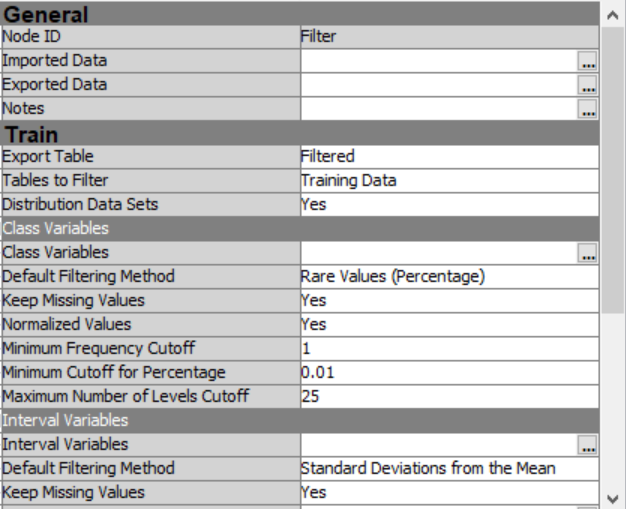 General
Node ID Filter
Imported Data ...
Exported Data ...
Notes ...
Train
Export Table Filtered
Tables to Filter Training Data
Distribution Data Sets Yes
Class Variables
Class Variables ...
Default Filtering Method Rare Values (Percentage)
Keep Missing Values Yes
Normalized Values Yes
Minimum Frequency Cutoff 1
Minimum Cutoff for Percentage 0.01
Maximum Number of Levels Cutoff 25
Interval Variables
Interval Variables ...
Default Filtering Method Standard Deviations from the Mean
Keep Missing Values Yes